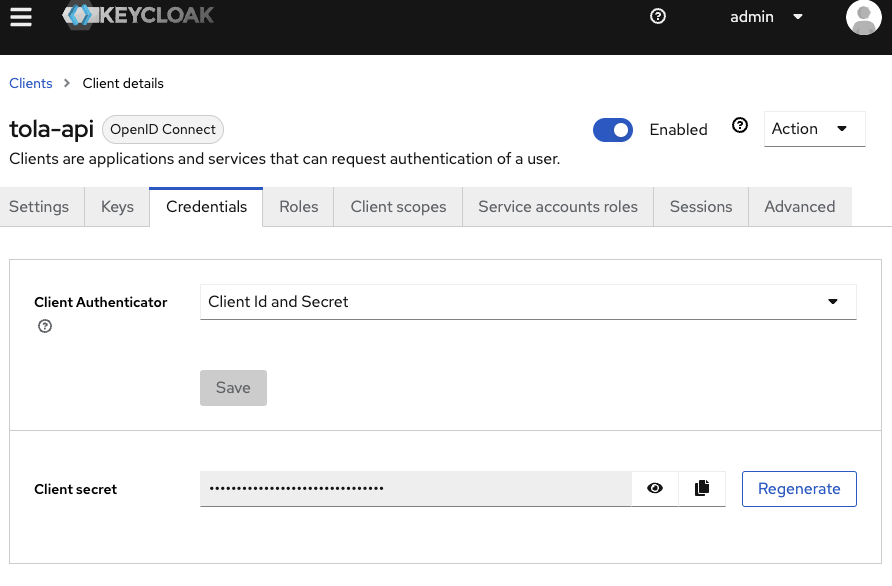 KEYCLOAK
admin
Clients > Client details
tola-api OpenID Connect
Enabled
Action
Clients are applications and services that can request authentication of a user.
Settings Keys Credentials Roles Client scopes Service accounts roles Sessions Advanced
Client Authenticator
Client Id and Secret
Save
Client secret
•••••••••••••••••••••••••••••••• Regenerate